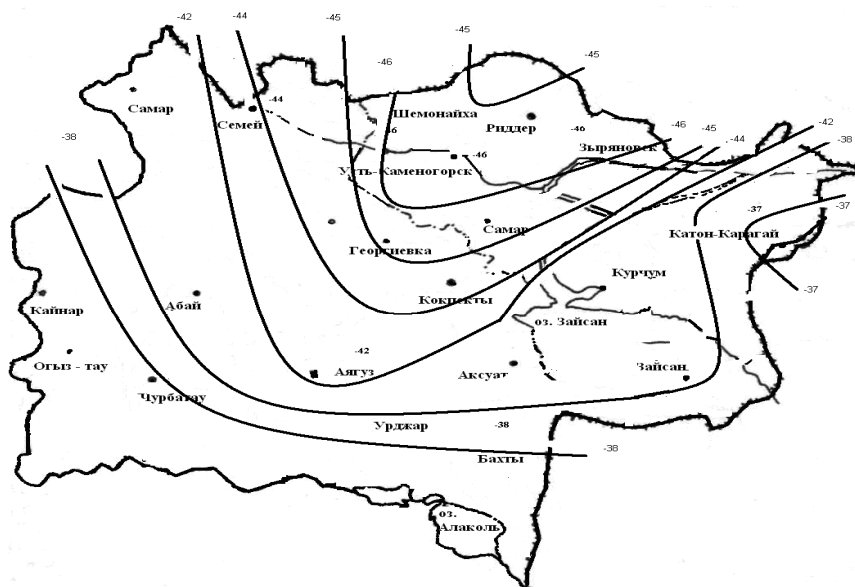 -42
-44
-45
-45
-46
-45
Самар
-44
Шемонайха
Семей
6
Риддер
-46
-46
-45
-44
-42
-38
-38
Зыряновск
-46
Усть-Каменогорск
-37
-37
Самар
Катон-Карагай
Георгиевка
Курчум
-37
Кайнар
Абай
Кокпекты
оз. Зайсан
-42
Огыз - тау
Аягуз
Аксуат
Зайсан
Чурбатау
Урджар
-38
Бахты
-38
оз.
Алаколь